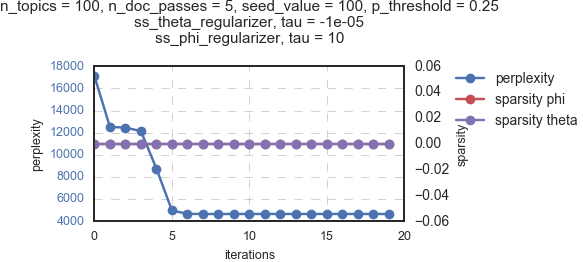 n_topics = 100, n_doc_passes = 5, seed_value = 100, p_threshold = 0.25
ss_theta_regularizer, tau = -1e-05
ss_phi_regularizer, tau = 10
18000
16000
14000
12000
10000
8000
6000
4000
perplexity
0
5
10
15
20
iterations
0.06
0.04
0.02
0.00
−0.02
−0.04
−0.06
sparsity
perplexity
sparsity phi
sparsity theta